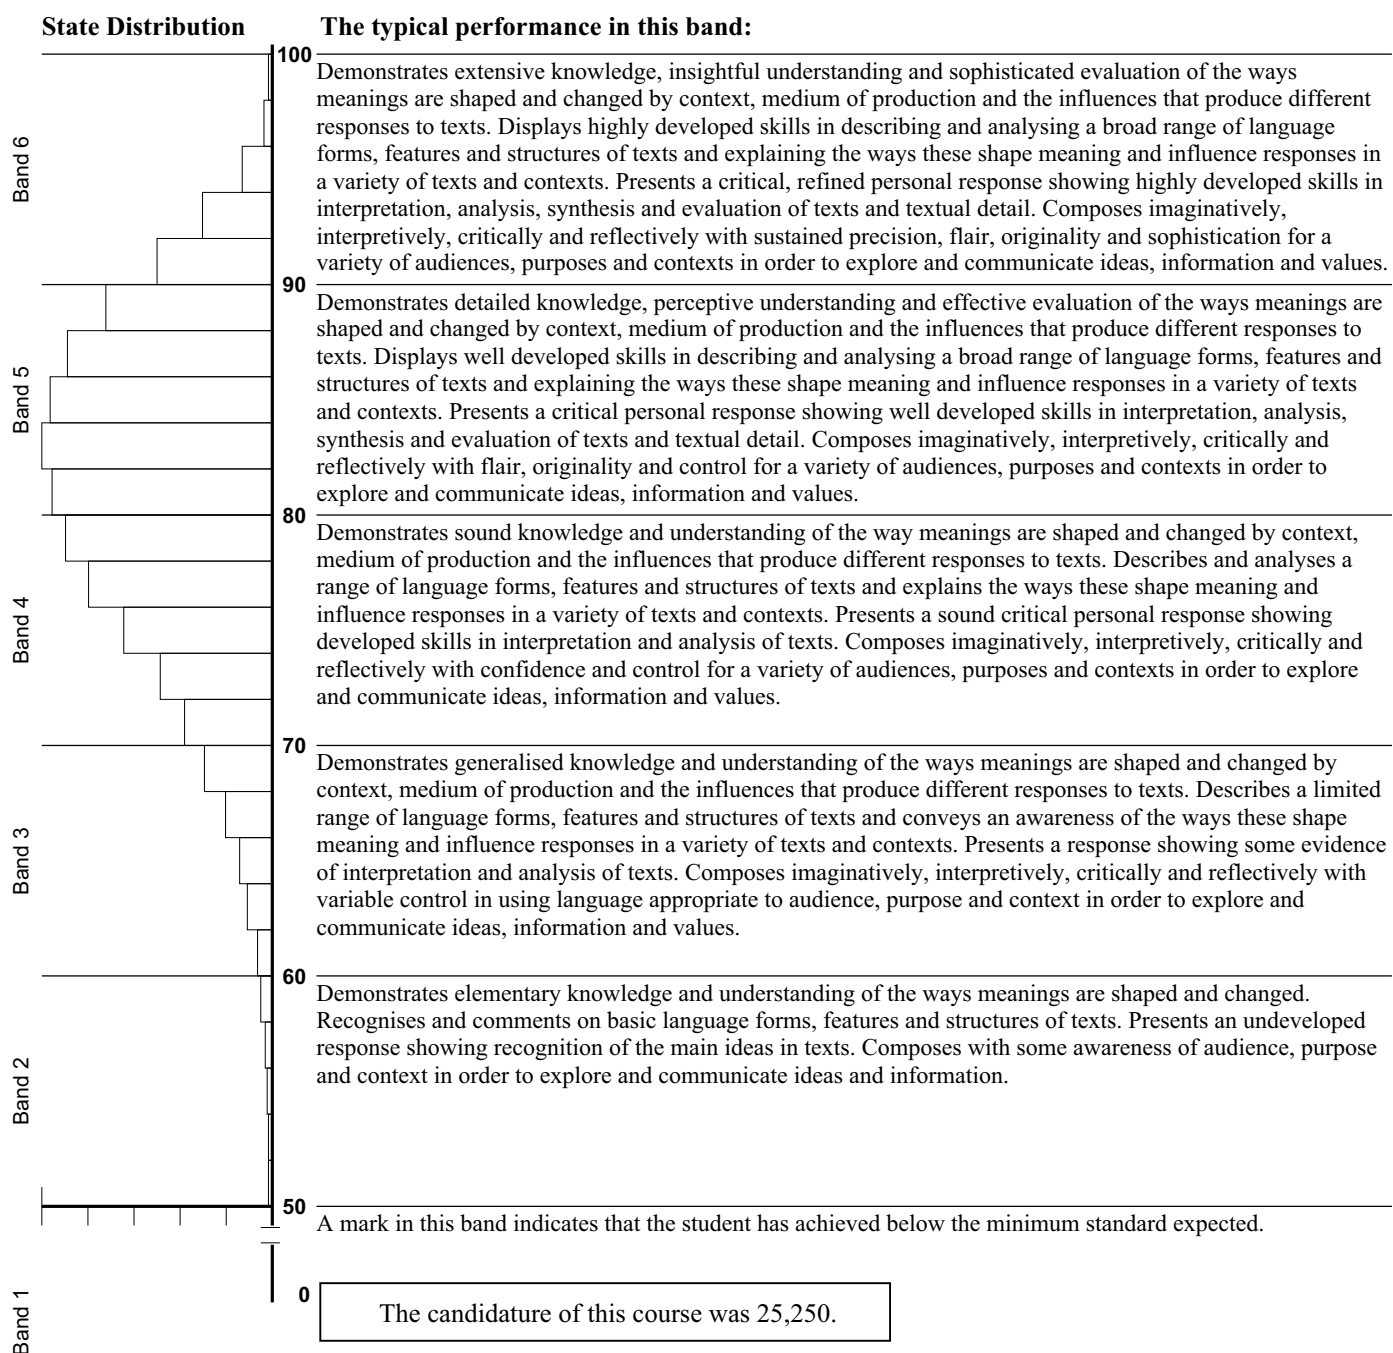 State Distribution
The typical performance in this band:
100
Band 6
Demonstrates extensive knowledge, insightful understanding and sophisticated evaluation of the ways
meanings are shaped and changed by context, medium of production and the influences that produce different
responses to texts. Displays highly developed skills in describing and analysing a broad range of language
forms, features and structures of texts and explaining the ways these shape meaning and influence responses in
a variety of texts and contexts. Presents a critical, refined personal response showing highly developed skills in
interpretation, analysis, synthesis and evaluation of texts and textual detail. Composes imaginatively,
interpretively, critically and reflectively with sustained precision, flair, originality and sophistication for a
variety of audiences, purposes and contexts in order to explore and communicate ideas, information and values.
90
Band 5
Demonstrates detailed knowledge, perceptive understanding and effective evaluation of the ways meanings are
shaped and changed by context, medium of production and the influences that produce different responses to
texts. Displays well developed skills in describing and analysing a broad range of language forms, features and
structures of texts and explaining the ways these shape meaning and influence responses in a variety of texts
and contexts. Presents a critical personal response showing well developed skills in interpretation, analysis,
synthesis and evaluation of texts and textual detail. Composes imaginatively, interpretively, critically and
reflectively with flair, originality and control for a variety of audiences, purposes and contexts in order to
explore and communicate ideas, information and values.
80
Band 4
Demonstrates sound knowledge and understanding of the way meanings are shaped and changed by context,
medium of production and the influences that produce different responses to texts. Describes and analyses a
range of language forms, features and structures of texts and explains the ways these shape meaning and
influence responses in a variety of texts and contexts. Presents a sound critical personal response showing
developed skills in interpretation and analysis of texts. Composes imaginatively, interpretively, critically and
reflectively with confidence and control for a variety of audiences, purposes and contexts in order to explore
and communicate ideas, information and values.
70
Band 3
Demonstrates generalised knowledge and understanding of the ways meanings are shaped and changed by
context, medium of production and the influences that produce different responses to texts. Describes a limited
range of language forms, features and structures of texts and conveys an awareness of the ways these shape
meaning and influence responses in a variety of texts and contexts. Presents a response showing some evidence
of interpretation and analysis of texts. Composes imaginatively, interpretively, critically and reflectively with
variable control in using language appropriate to audience, purpose and context in order to explore and
communicate ideas, information and values.
60
Band 2
Demonstrates elementary knowledge and understanding of the ways meanings are shaped and changed.
Recognises and comments on basic language forms, features and structures of texts. Presents an undeveloped
response showing recognition of the main ideas in texts. Composes with some awareness of audience, purpose
and context in order to explore and communicate ideas and information.
50
A mark in this band indicates that the student has achieved below the minimum standard expected.
Band 1
0
The candidature of this course was 25,250.